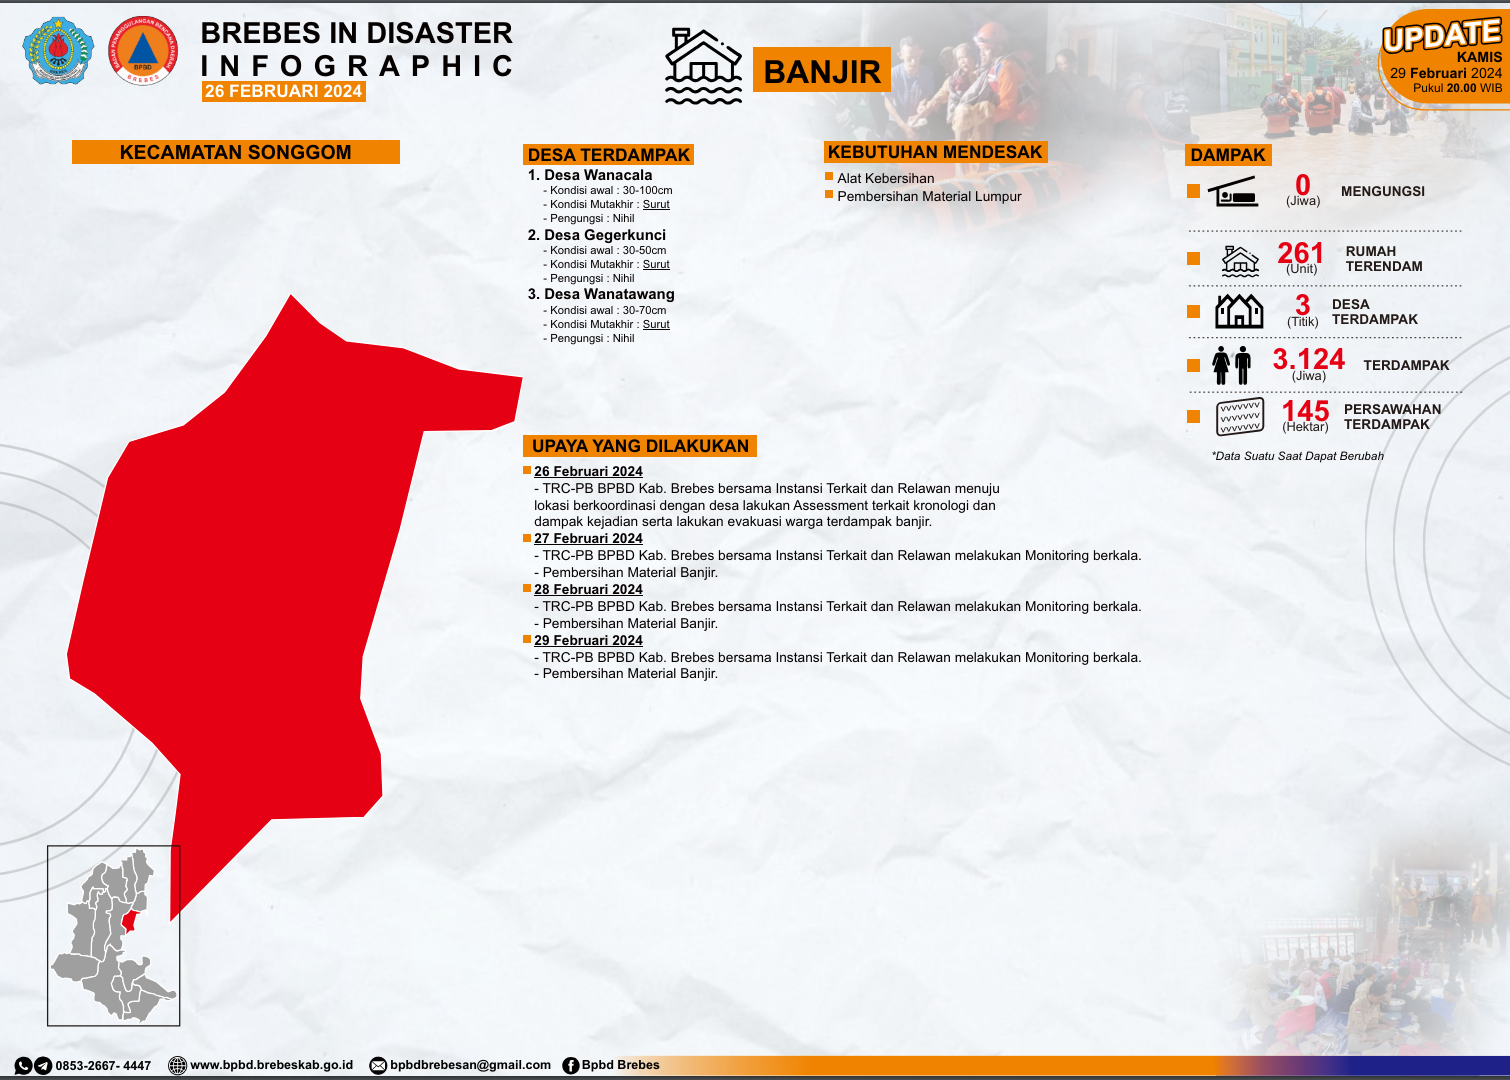 BREBES IN DISASTER
INFOGRAPHIC
26 FEBRUARI 2024
BPBD
BREBES
BANJIR
UPDATE
KAMIS
29 Februari 2024
Pukul 20.00 WIB
KECAMATAN SONGGOM
DESA TERDAMPAK
1. Desa Wanacala
- Kondisi awal : 30-100cm
- Kondisi Mutakhir : Surut
- Pengungsi : Nihil
2. Desa Gegerkunci
- Kondisi awal : 30-50cm
- Kondisi Mutakhir : Surut
- Pengungsi : Nihil
3. Desa Wanatawang
- Kondisi awal : 30-70cm
- Kondisi Mutakhir : Surut
- Pengungsi : Nihil
KEBUTUHAN MENDESAK
Alat Kebersihan
Pembersihan Material Lumpur
DAMPAK
0
(Jiwa)
MENGUNGSI
261
(Unit)
RUMAH
TERENDAM
3
(Titik)
DESA
TERDAMPAK
3.124
(Jiwa)
TERDAMPAK
145
(Hektar)
PERSAWAHAN
TERDAMPAK
*Data Suatu Saat Dapat Berubah
UPAYA YANG DILAKUKAN
26 Februari 2024
- TRC-PB BPBD Kab. Brebes bersama Instansi Terkait dan Relawan menuju
lokasi berkoordinasi dengan desa lakukan Assessment terkait kronologi dan
dampak kejadian serta lakukan evakuasi warga terdampak banjir.
27 Februari 2024
- TRC-PB BPBD Kab. Brebes bersama Instansi Terkait dan Relawan melakukan Monitoring berkala.
- Pembersihan Material Banjir.
28 Februari 2024
- TRC-PB BPBD Kab. Brebes bersama Instansi Terkait dan Relawan melakukan Monitoring berkala.
- Pembersihan Material Banjir.
29 Februari 2024
- TRC-PB BPBD Kab. Brebes bersama Instansi Terkait dan Relawan melakukan Monitoring berkala.
- Pembersihan Material Banjir.
0853-2667- 4447
www.bpbd.brebeskab.go.id
bpbdbrebesan@gmail.com
Bpbd Brebes